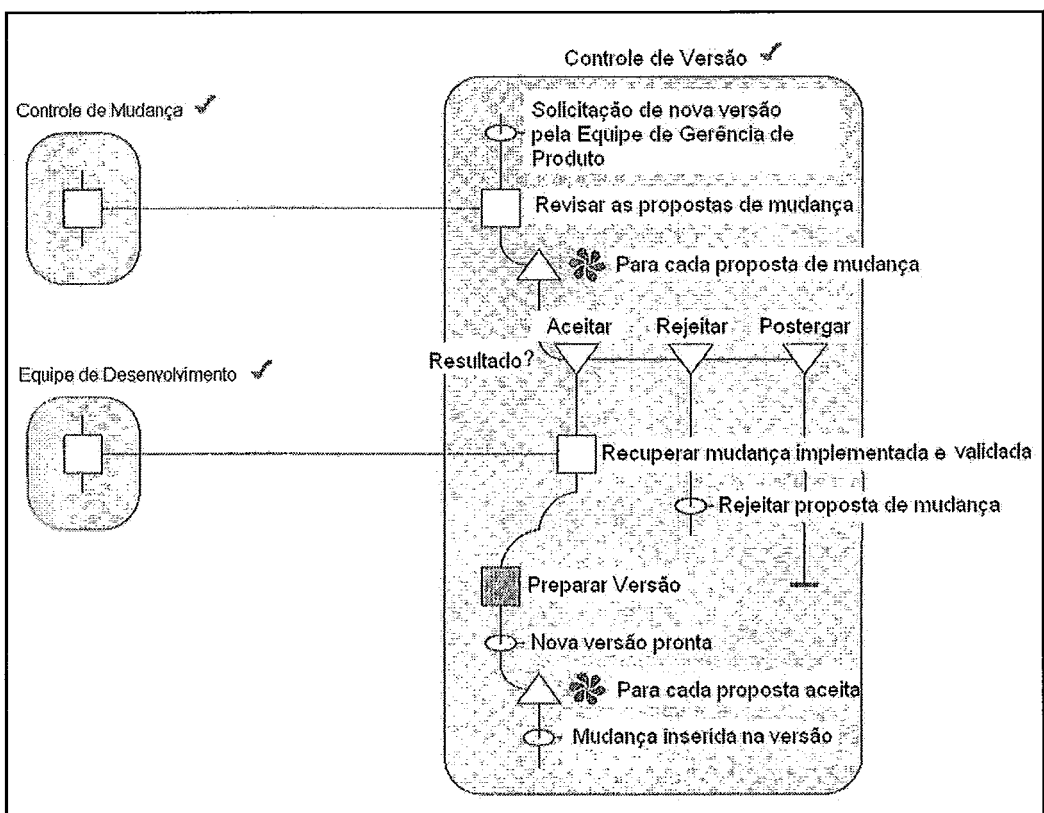 Controle de Versão
Controle de Mudança
Solicitação de nova versão
pela Equipe de Gerência de
Produto
Revisar as propostas de mudança
Para cada proposta de mudança
Aceitar Rejeitar Postergar
Resultado?
Equipe de Desenvolvimento
Recuperar mudança implementada e validada
Rejeitar proposta de mudança
Preparar Versão
Nova versão pronta
Para cada proposta aceita
Mudança inserida na versão